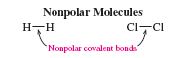 Nonpolar Molecules
H—H Cl—Cl
Nonpolar covalent bonds